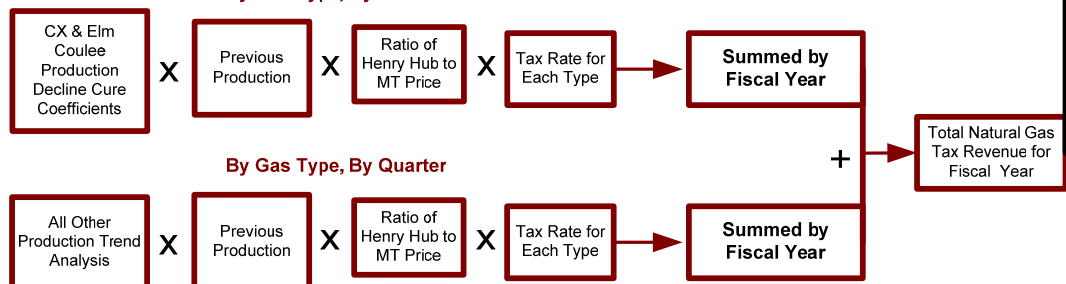 CX & Elm
Coulee
Production
Decline Cure
Coefficients
X
Previous
Production
X
Ratio of
Henry Hub to
MT Price
X
Tax Rate for
Each Type
Summed by
Fiscal Year
+
Total Natural Gas
Tax Revenue for
Fiscal Year
By Gas Type, By Quarter
All Other
Production Trend
Analysis
X
Previous
Production
X
Ratio of
Henry Hub to
MT Price
X
Tax Rate for
Each Type
Summed by
Fiscal Year